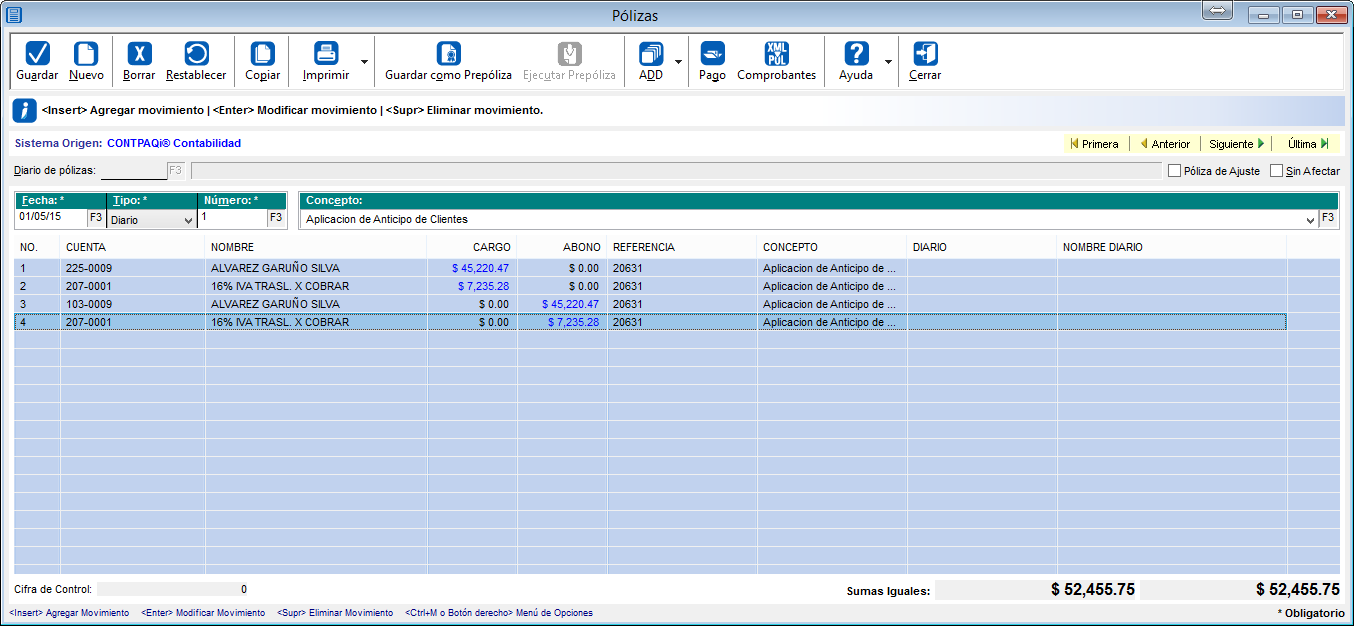 Pólizas
Guardar Nuevo Borrar Restablecer Copiar Imprimir Guardar como Prepóliza Ejecutar Prepóliza ADD Pago XML PÓL Comprobantes Ayuda Cerrar
<Insert> Agregar movimiento | <Enter> Modificar movimiento | <Supr> Eliminar movimiento.
Sistema Origen: CONTPAQi® Contabilidad Primera Anterior Siguiente Última
Diario de pólizas: F3 Póliza de Ajuste Sin Afectar
Fecha: * Tipo: * Número: * Concepto:
01/05/15 F3 Diario 1 F3 Aplicacion de Anticipo de Clientes F3
NO. CUENTA NOMBRE CARGO ABONO REFERENCIA CONCEPTO DIARIO NOMBRE DIARIO
1 225-0009 ALVAREZ GARUÑO SILVA $ 45,220.47 $ 0.00 20631 Aplicacion de Anticipo de ...
2 207-0001 16% IVA TRASL. X COBRAR $ 7,235.28 $ 0.00 20631 Aplicacion de Anticipo de ...
3 103-0009 ALVAREZ GARUÑO SILVA $ 0.00 $ 45,220.47 20631 Aplicacion de Anticipo de ...
4 207-0001 16% IVA TRASL. X COBRAR $ 0.00 $ 7,235.28 20631 Aplicacion de Anticipo de ...
Cifra de Control: 0 Sumas Iguales: $ 52,455.75 $ 52,455.75
<Insert> Agregar Movimiento <Enter> Modificar Movimiento <Supr> Eliminar Movimiento <Ctrl+M o Botón derecho> Menú de Opciones * Obligatorio